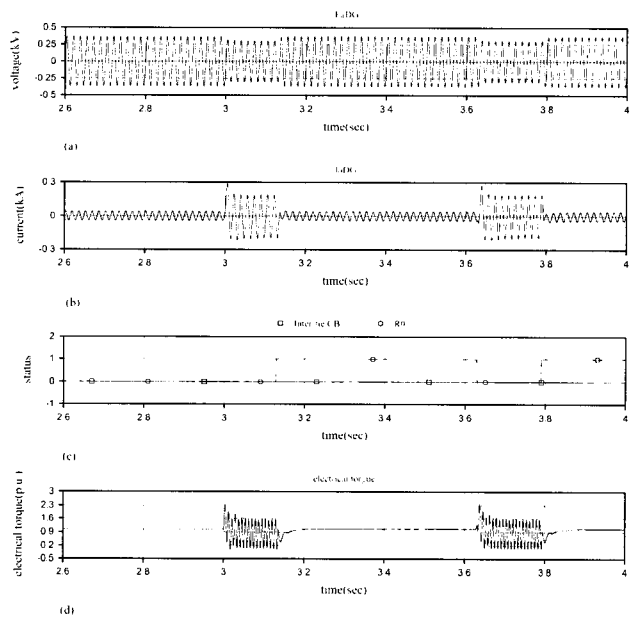 EaDG
voltage(kV)
0.5
0.25
0
-0.25
-0.5
2.6 2.8 3 3.2 3.4 3.6 3.8 4
time(sec)
(a)
IaDG
current(kA)
0.3
0
-0.3
2.6 2.8 3 3.2 3.4 3.6 3.8 4
time(sec)
(b)
Intertie CB
status
2
1
0
-1
2.6 2.8 3 3.2 3.4 3.6 3.8 4
time(sec)
(c)
electrical torque
electrical torque(p.u.)
3
2.3
1.6
0.9
0.2
-0.5
2.6 2.8 3 3.2 3.4 3.6 3.8 4
time(sec)
(d)